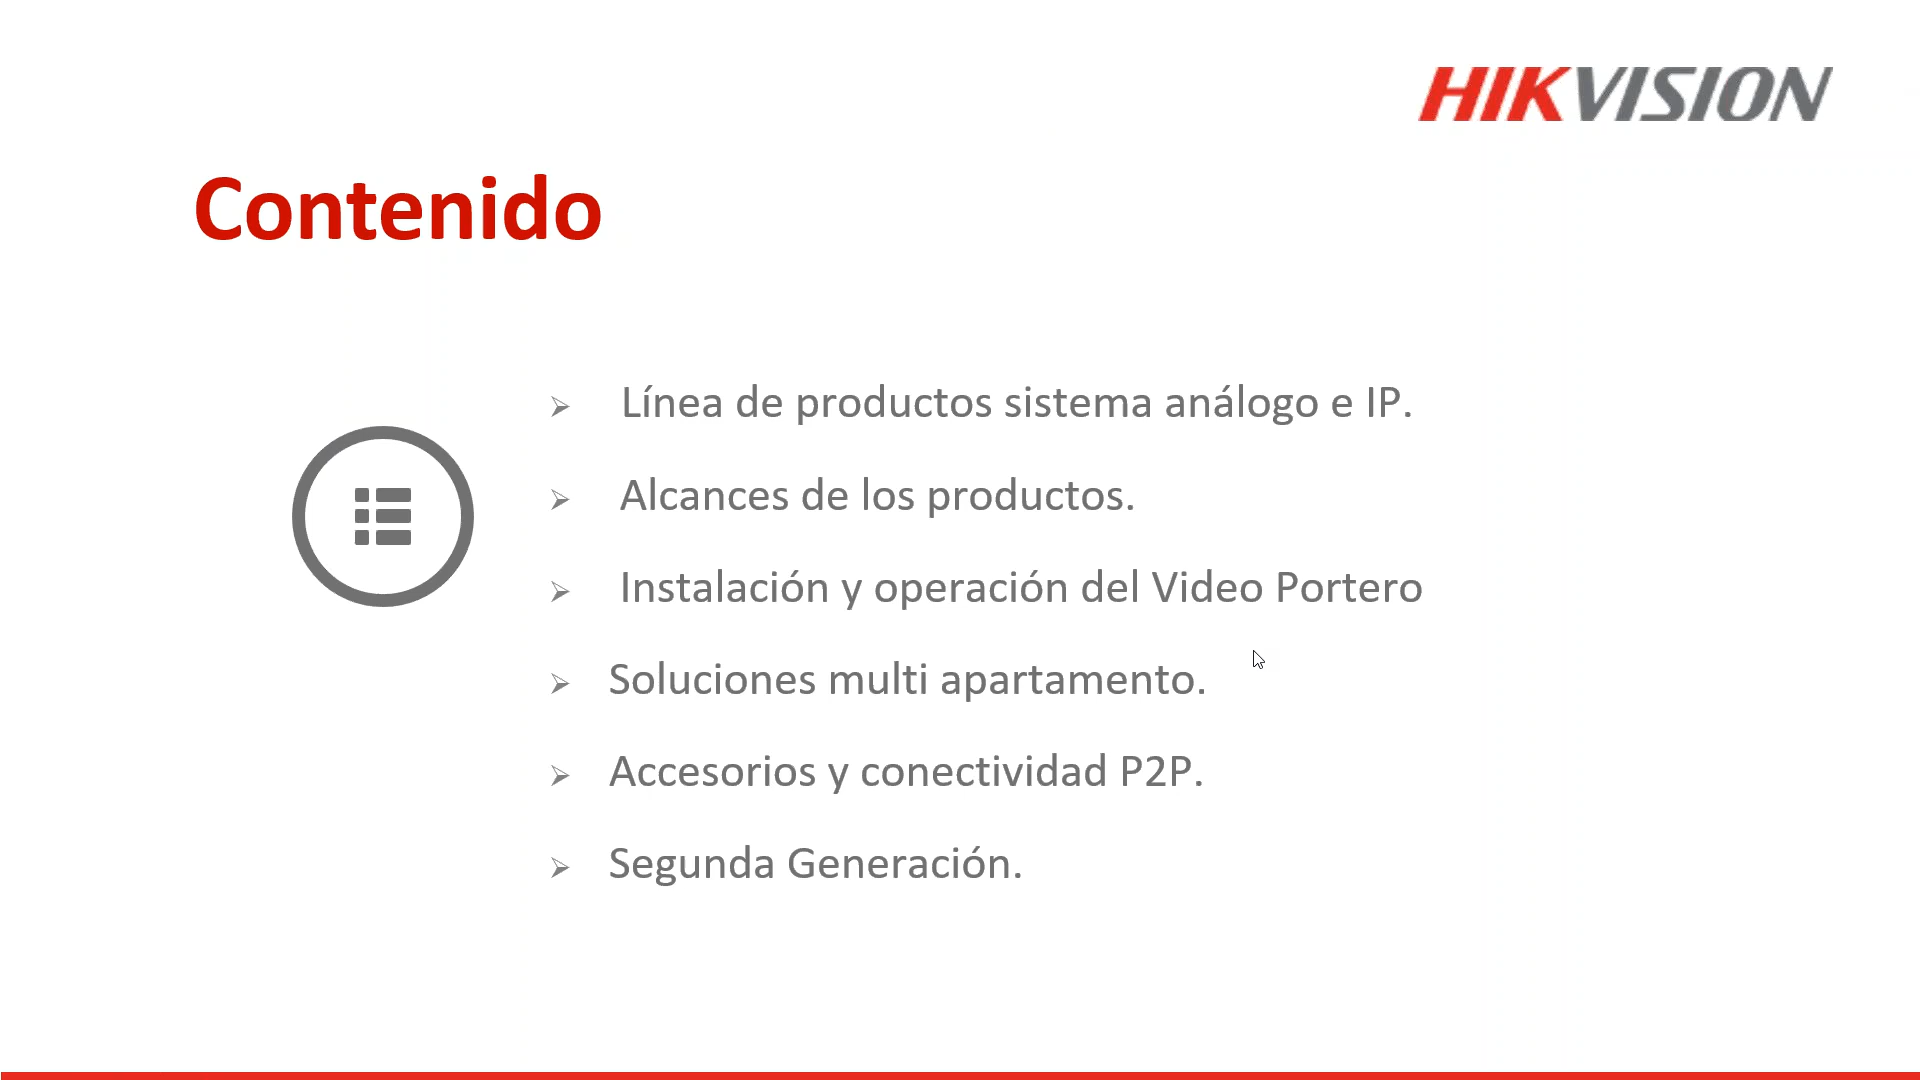 HIKVISION
Contenido
Línea de productos sistema análogo e IP.
Alcances de los productos.
Instalación y operación del Video Portero
Soluciones multi apartamento.
Accesorios y conectividad P2P.
Segunda Generación.